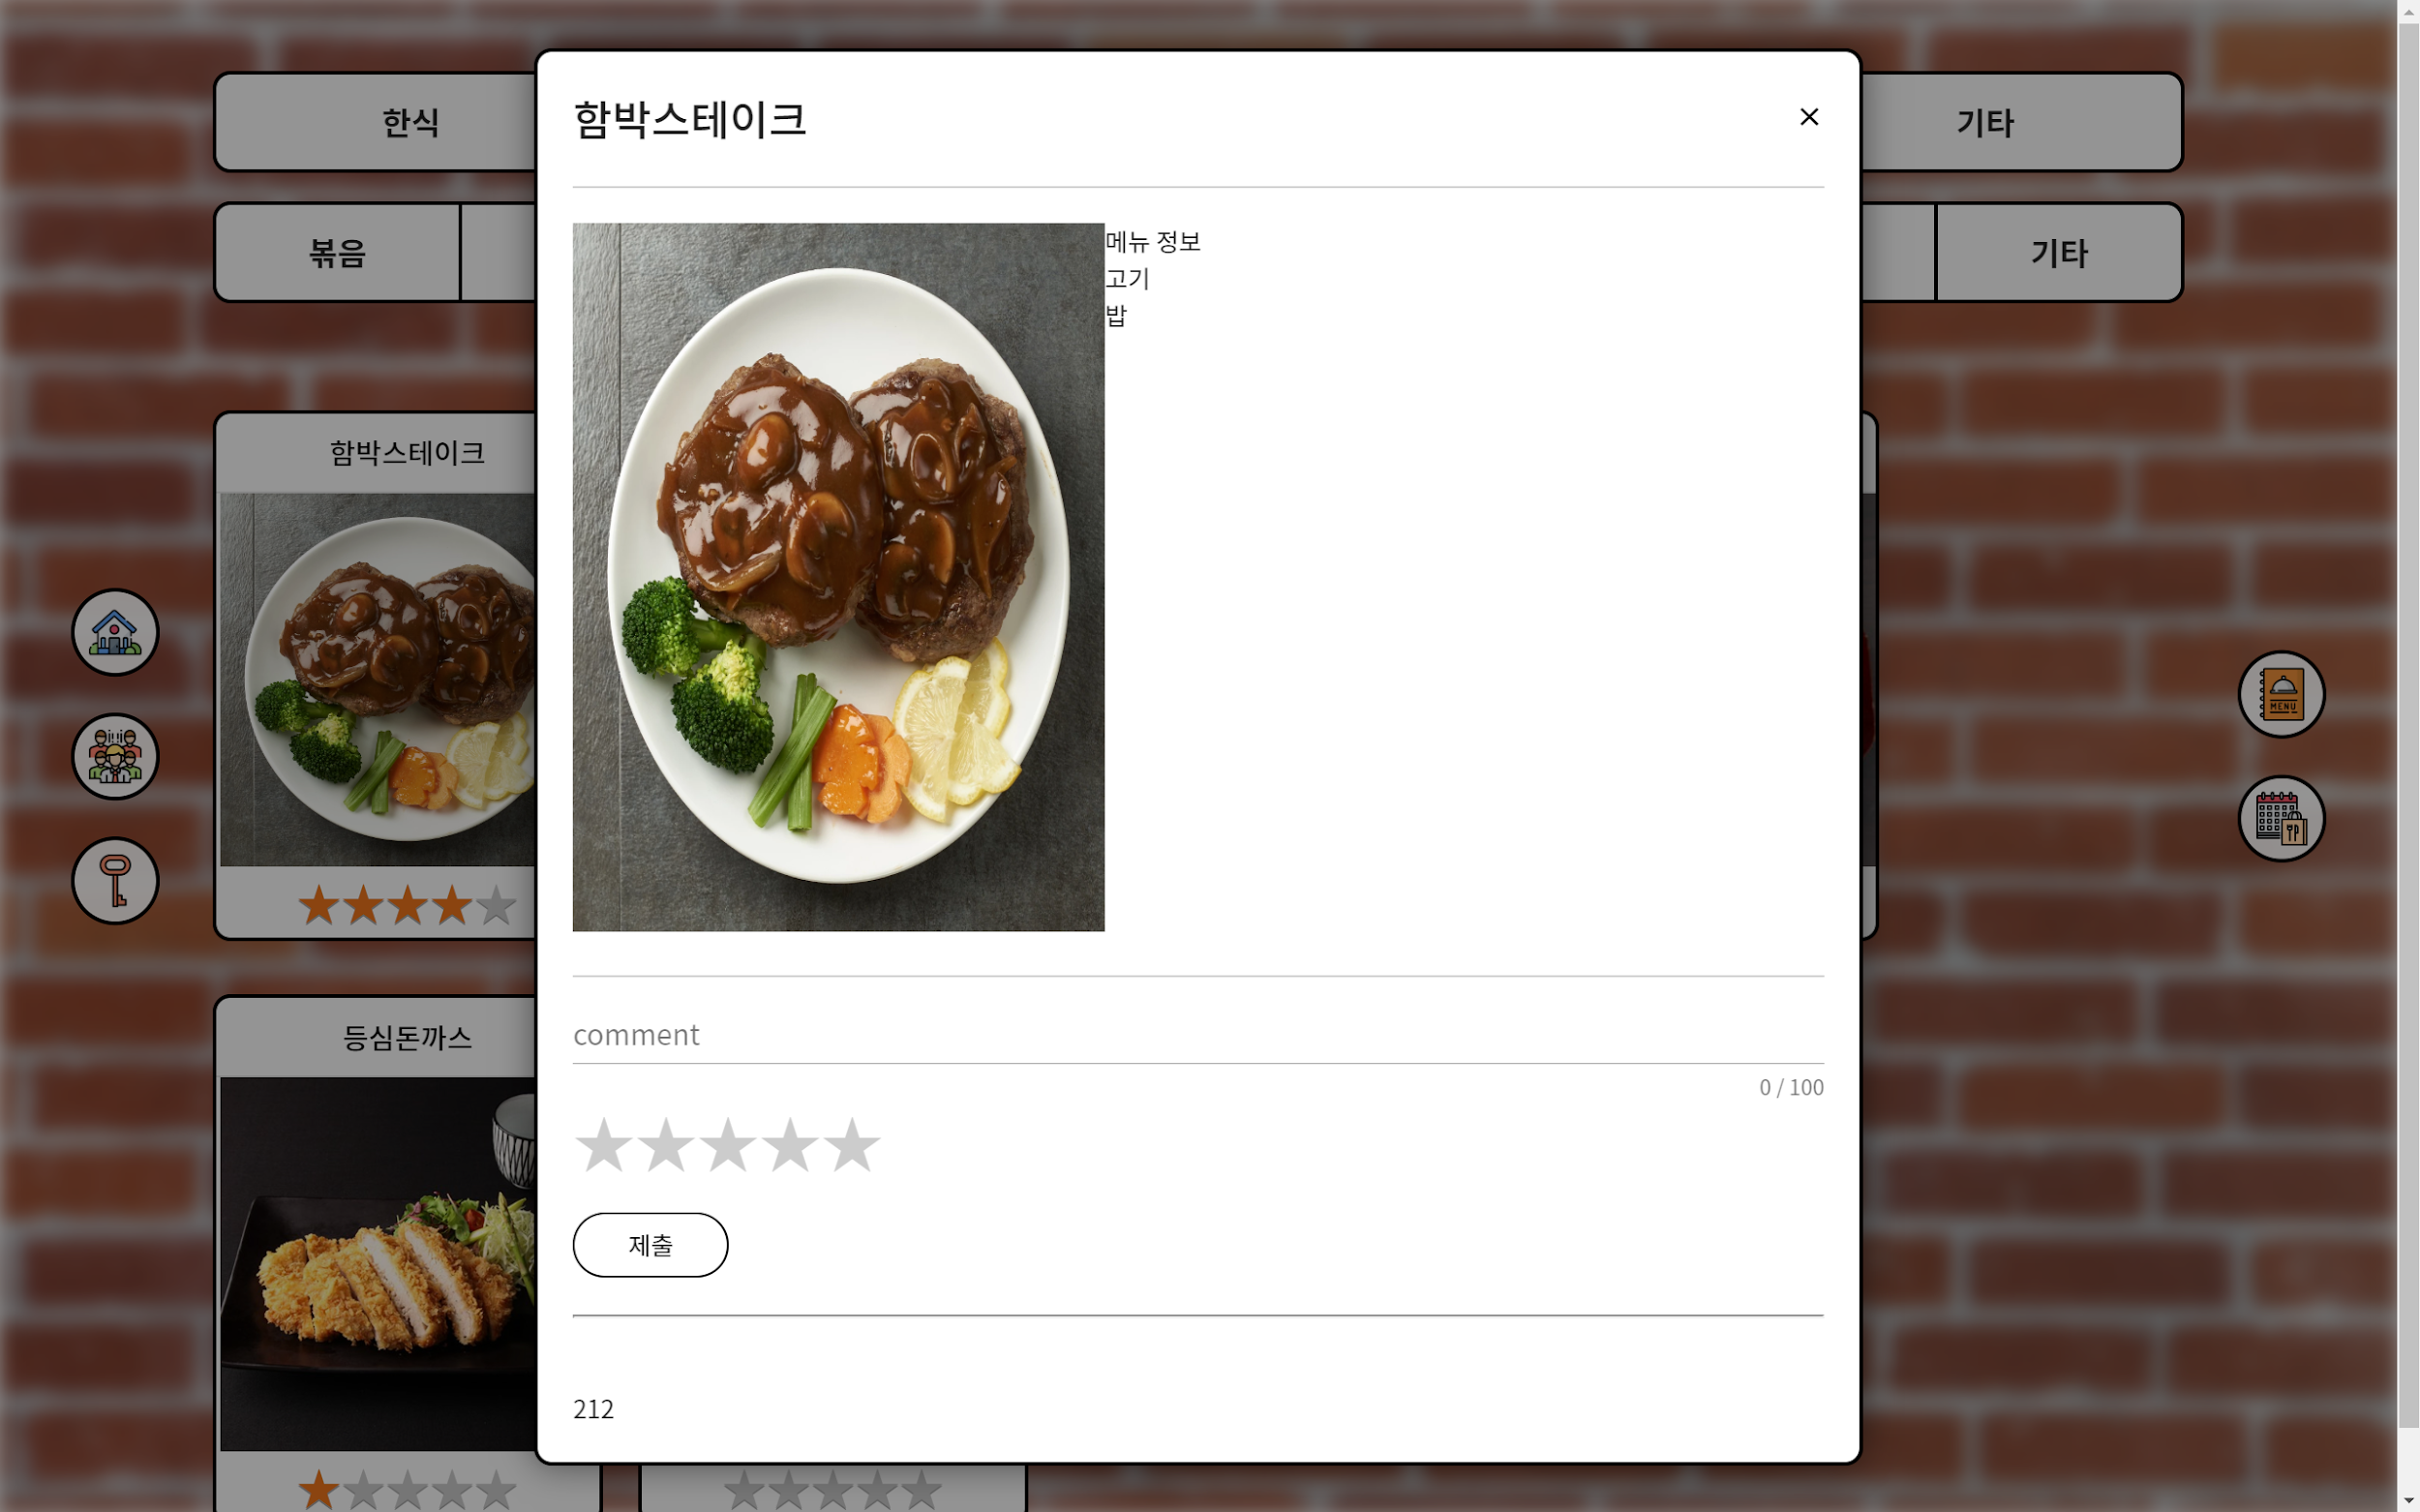 한식
기타
볶음
기타
함박스테이크
함박스테이크
메뉴 정보
고기
밥
MENU
comment
0 / 100
제출
등심돈까스
212